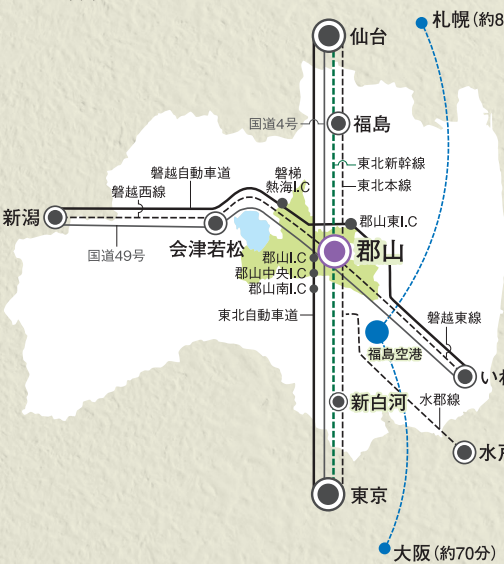 仙台
札幌(約8
国道4号
福島
東北新幹線
東北本線
磐越自動車道
磐越西線
磐梯
熱海I.C
新潟
会津若松
国道49号
郡山東I.C
郡山
郡山I.C
郡山中央I.C
郡山南I.C
東北自動車道
磐越東線
福島空港
い
新白河
水郡線
水戸
東京
大阪(約70分)